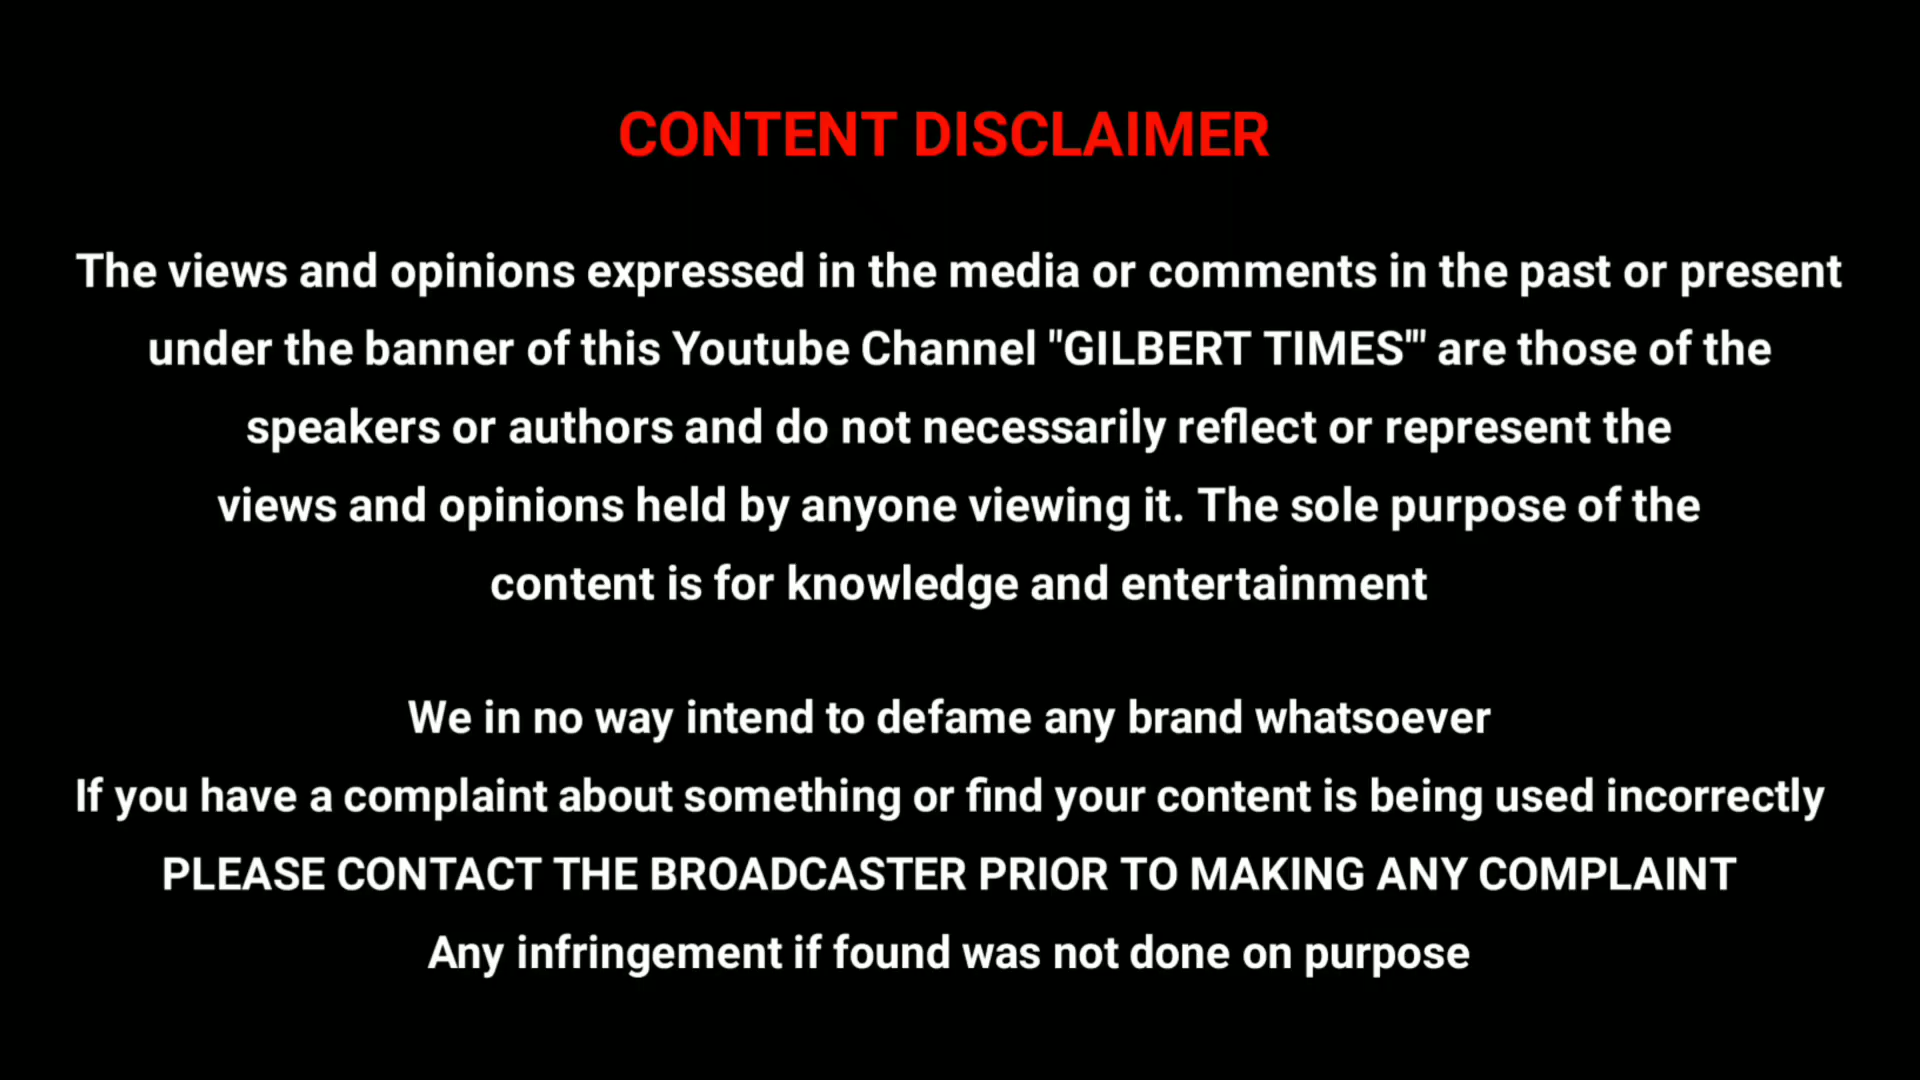 CONTENT DISCLAIMER
The views and opinions expressed in the media or comments in the past or present
under the banner of this Youtube Channel "GILBERT TIMES"' are those of the
speakers or authors and do not necessarily reflect or represent the
views and opinions held by anyone viewing it. The sole purpose of the
content is for knowledge and entertainment
We in no way intend to defame any brand whatsoever
If you have a complaint about something or find your content is being used incorrectly
PLEASE CONTACT THE BROADCASTER PRIOR TO MAKING ANY COMPLAINT
Any infringement if found was not done on purpose